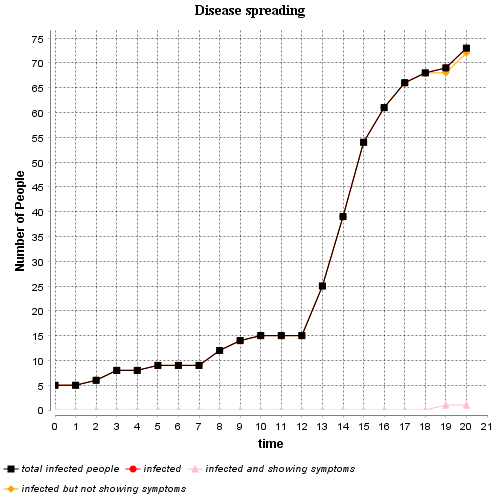 Disease spreading
75
70
65
60
55
50
45
40
35
30
25
20
15
10
5
0
Number of People
0 1 2 3 4 5 6 7 8 9 10 11 12 13 14 15 16 17 18 19 20 21
time
total infected people infected infected and showing symptoms
infected but not showing symptoms